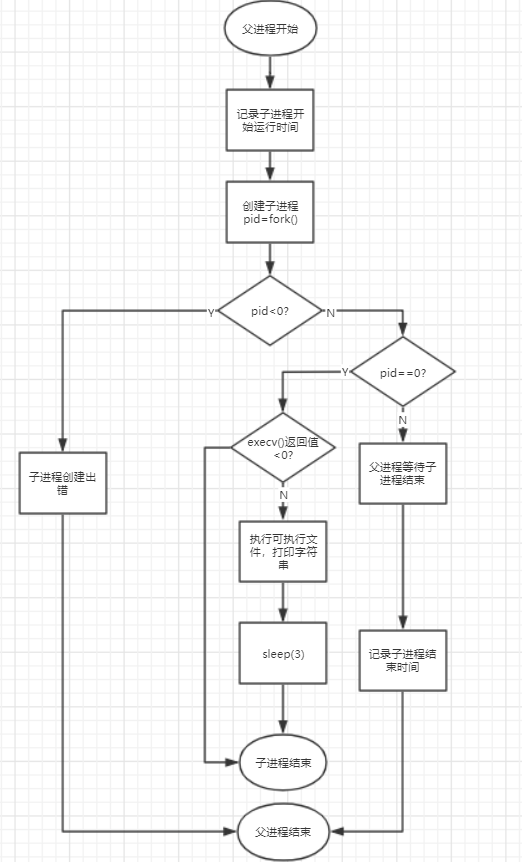 父进程开始
记录子进程开
始运行时间
创建子进程
pid=fork()
pid<0?
Y
N
pid==0?
Y
N
execv()返回值
<0?
N
子进程创建出
错
父进程等待子
进程结束
执行可执行文
件，打印字符
串
sleep(3)
记录子进程结
束时间
子进程结束
父进程结束